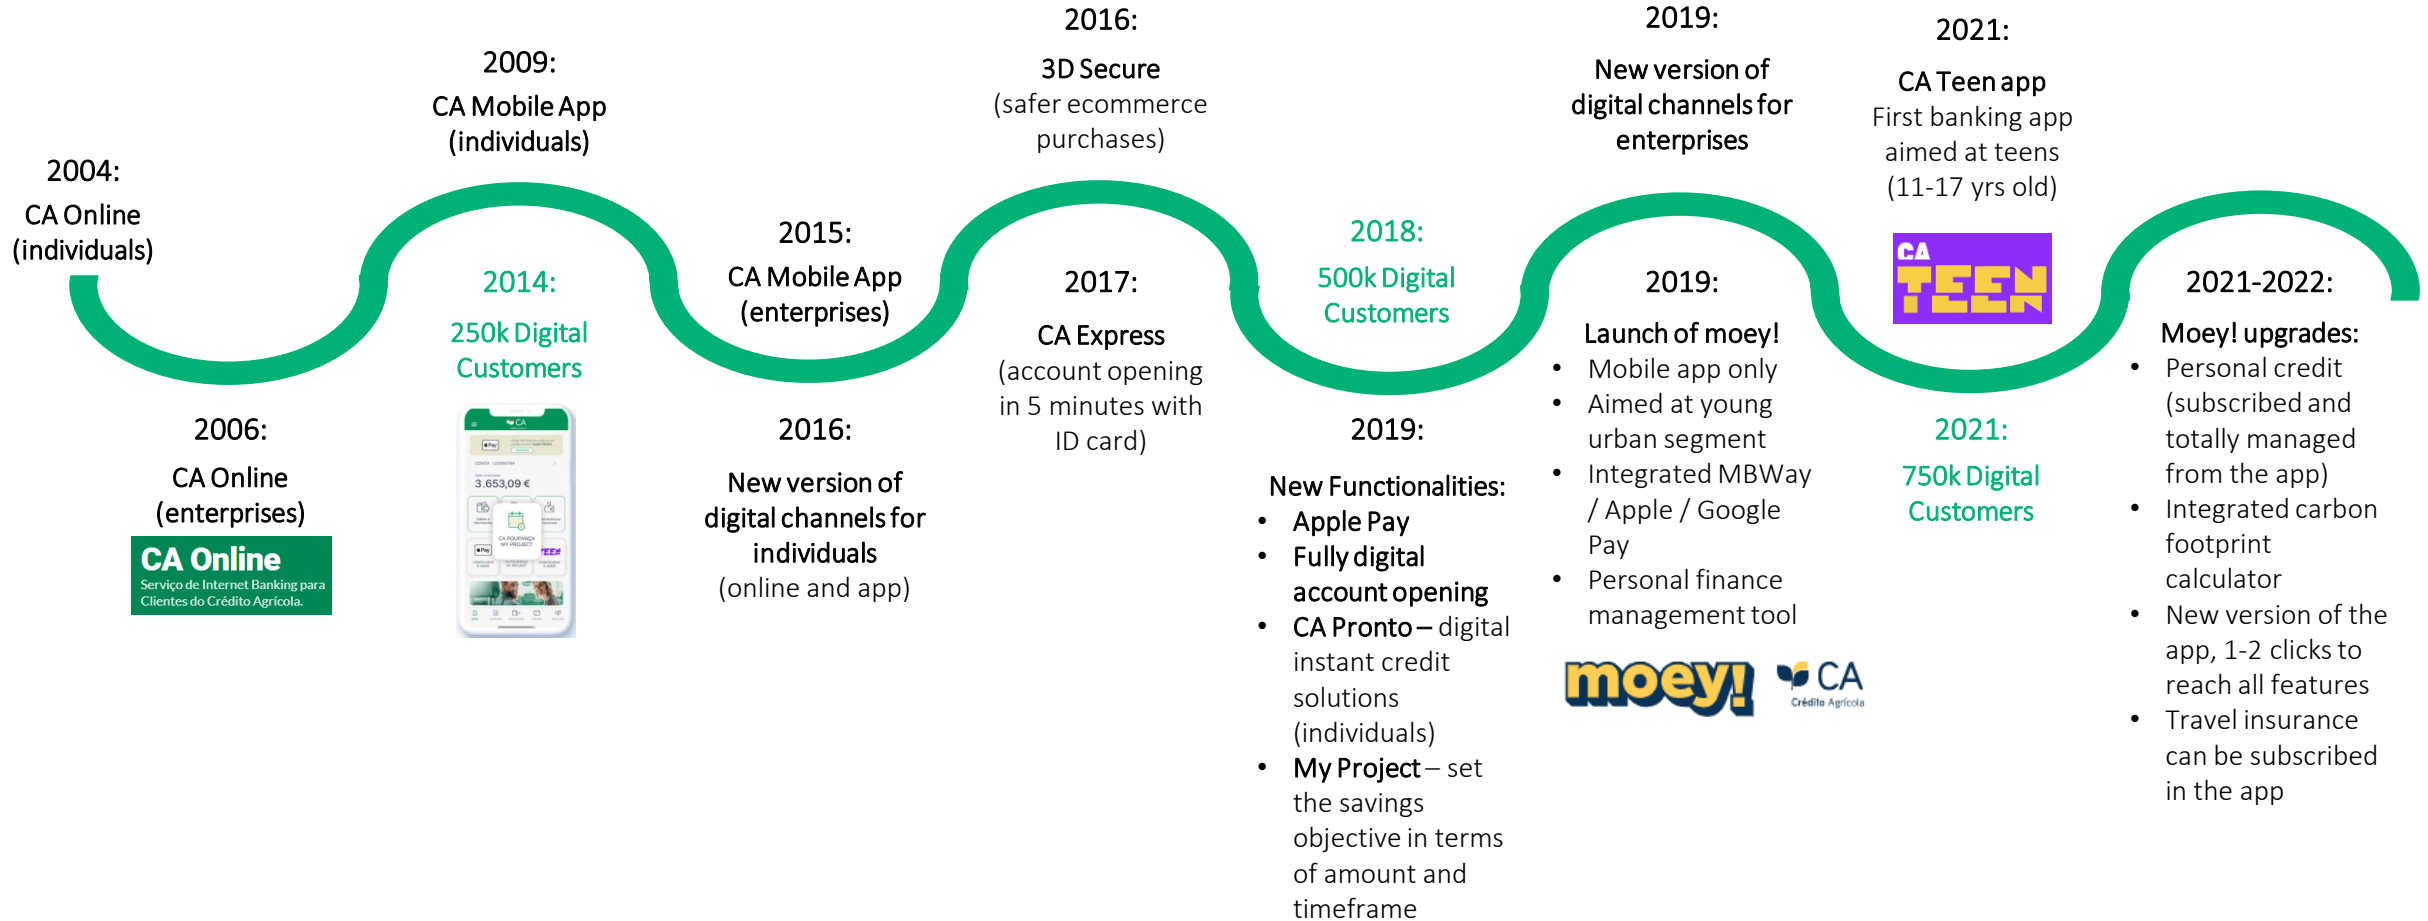 2004:
CA Online
(individuals)
2006:
CA Online
(enterprises)
CA Online
Serviço de Internet Banking para
Clientes do Crédito Agrícola.
2009:
CA Mobile App
(individuals)
2014:
250k Digital
Customers
CA
Pay
CONTA
3.653,09 €
CA POUPANÇA
MY PROJECT
Pay
TEEN
2015:
CA Mobile App
(enterprises)
2016:
New version of
digital channels for
individuals
(online and app)
2016:
3D Secure
(safer ecommerce
purchases)
2017:
CA Express
(account opening
in 5 minutes with
ID card)
2018:
500k Digital
Customers
2019:
New Functionalities:
• Apple Pay
• Fully digital
account opening
• CA Pronto – digital
instant credit
solutions
(individuals)
• My Project – set
the savings
objective in terms
of amount and
timeframe
2019:
New version of
digital channels for
enterprises
2019:
Launch of moey!
• Mobile app only
• Aimed at young
urban segment
• Integrated MBWay
/ Apple / Google
Pay
• Personal finance
management tool
moey!
CA
Crédito Agrícola
2021:
CA Teen app
First banking app
aimed at teens
(11-17 yrs old)
CA
TEEN
2021:
750k Digital
Customers
2021-2022:
Moey! upgrades:
• Personal credit
(subscribed and
totally managed
from the app)
• Integrated carbon
footprint
calculator
• New version of the
app, 1-2 clicks to
reach all features
• Travel insurance
can be subscribed
in the app